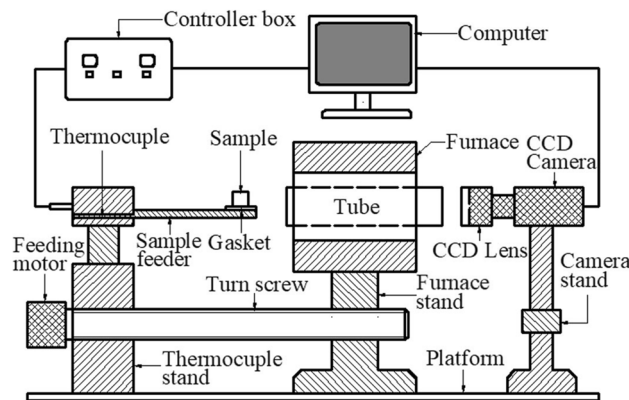 Controller box
Computer
Thermocuple
Sample
Furnace
CCD
Camera
Tube
Feeding
motor
Sample
feeder
Gasket
CCD Lens
Camera
stand
Turn screw
Furnace
stand
Thermocuple
stand
Platform